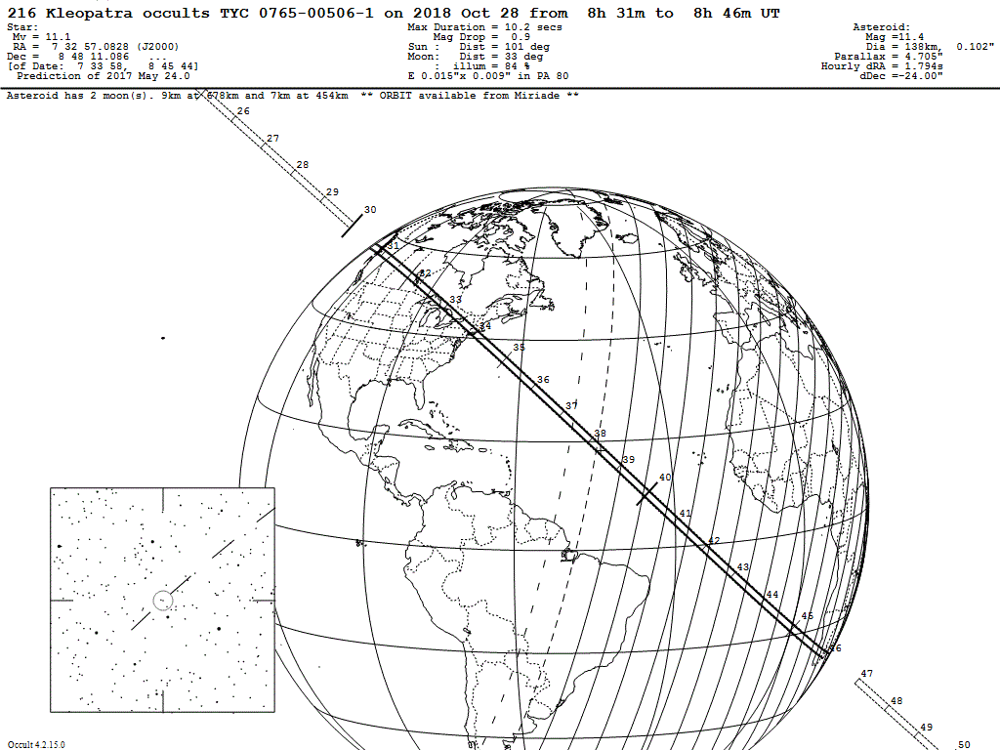 216 Kleopatra occults TYC 0765-00506-1 on 2018 Oct 28 from  8h 31m to  8h 46m UT
Star:
Mv = 11.1
RA =  7 32 57.0828 (J2000)
Dec =   8 48 11.086   ...
[of Date:  7 33 58,   8 45 44]
Prediction of 2017 May 24.0
Max Duration = 10.2 secs
Mag Drop =  0.9
Sun :   Dist = 101 deg
Moon:   Dist = 33 deg
:  illum = 84 %
E 0.015"x 0.009" in PA 80
Asteroid:
Mag =11.4
Dia = 138km,  0.102"
Parallax = 4.705"
Hourly dRA = 1.794s
dDec =-24.00"
Asteroid has 2 moon(s). 9km at 678km and 7km at 454km  ** ORBIT available from Miriade **
26
27
28
29
30
31
32
33
34
35
36
37
38
39
40
41
42
43
44
45
46
47
48
49
50
Occult 4.2.15.0